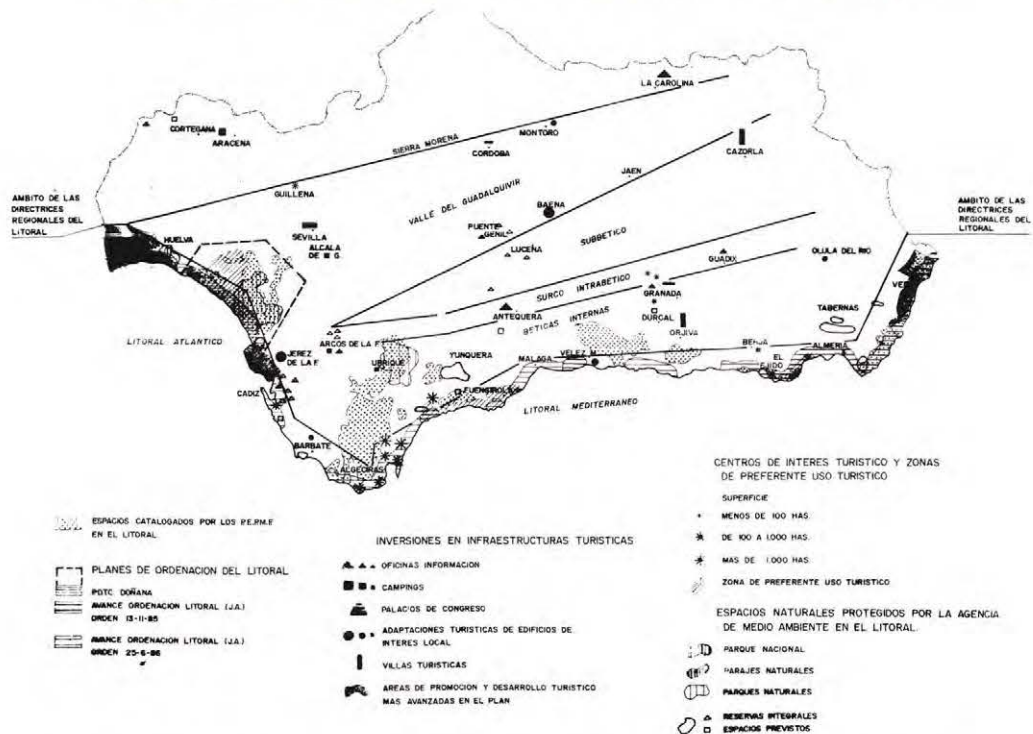 LA CAROLINA
CORTEGANA
ARACENA
MONTORO
SIERRA MORENA
CORDOBA
CAZORLA
JAEN
GUILLENA
AMBITO DE LAS
DIRECTRICES
REGIONALES DEL
LITORAL
AMBITO DE LAS
DIRECTRICES
REGIONALES DEL
LITORAL
VALLE DEL GUADALQUIVIR
BAENA
HUELVA
SEVILLA
ALCALA
DE G.
PUENTE
GENIL
LUCENA
SUBBETICO
GUADIX
OLULA DEL RIO
SURCO INTRABETICO
GRANADA
ANTEQUERA
DURCAL
TABERNAS
BETICAS INTERNAS
ORJIVA
LITORAL ATLANTICO
ARCOS DE LA F.
JEREZ
DE LA F.
UBRIQUE
YUNQUERA
MALAGA
VELEZ M.
BERJA
ALMERIA
EL
EJIDO
CADIZ
LITORAL MEDITERRANEO
BARBATE
ALGECIRAS
CENTROS DE INTERES TURISTICO Y ZONAS
DE PREFERENTE USO TURISTICO
SUPERFICIE
MENOS DE 100 HAS.
DE 100 A 1.000 HAS.
MAS DE 1.000 HAS.
ZONA DE PREFERENTE USO TURISTICO
ESPACIOS NATURALES PROTEGIDOS POR LA AGENCIA
DE MEDIO AMBIENTE EN EL LITORAL.
PARQUE NACIONAL
PARAJES NATURALES
PARQUES NATURALES
RESERVAS INTEGRALES
ESPACIOS PREVISTOS
ESPACIOS CATALOGADOS POR LOS P.E.P.M.F
EN EL LITORAL
PLANES DE ORDENACION DEL LITORAL
POTC. DOÑANA
AVANCE ORDENACION LITORAL (J.A.)
ORDEN 13-11-85
AVANCE ORDENACION LITORAL (J.A.)
ORDEN 25-6-86
INVERSIONES EN INFRAESTRUCTURAS TURISTICAS
OFICINAS INFORMACION
CAMPINGS
PALACIOS DE CONGRESO
ADAPTACIONES TURISTICAS DE EDIFICIOS DE
INTERES LOCAL
VILLAS TURISTICAS
AREAS DE PROMOCION Y DESARROLLO TURISTICO
MAS AVANZADAS EN EL PLAN